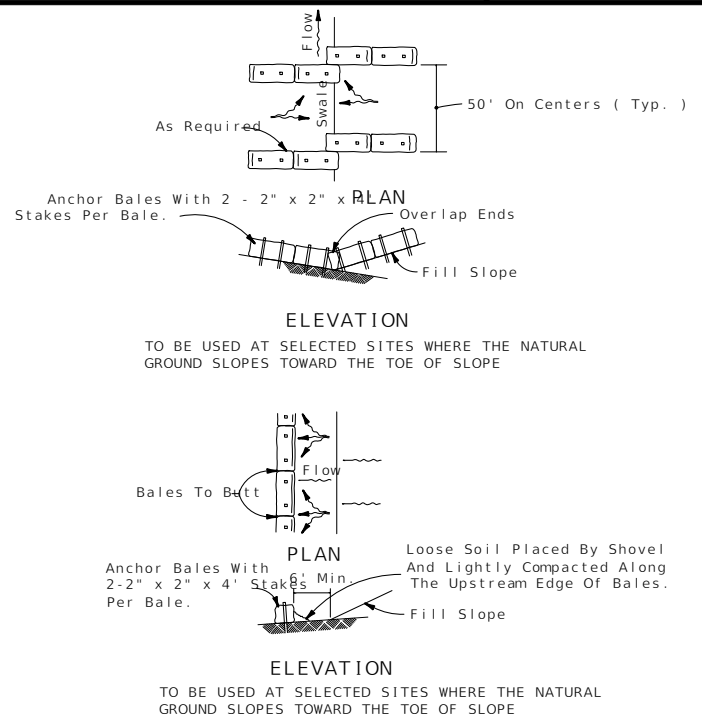 Flow
Swale
50' On Centers ( Typ. )
As Required
PLAN
Anchor Bales With 2 - 2" x 2" x 4'
Stakes Per Bale.
Overlap Ends
Fill Slope
ELEVATION
TO BE USED AT SELECTED SITES WHERE THE NATURAL
GROUND SLOPES TOWARD THE TOE OF SLOPE
Flow
Bales To Butt
PLAN
Anchor Bales With
2-2" x 2" x 4' Stakes
Per Bale.
6' Min.
Loose Soil Placed By Shovel
And Lightly Compacted Along
The Upstream Edge Of Bales.
Fill Slope
ELEVATION
TO BE USED AT SELECTED SITES WHERE THE NATURAL
GROUND SLOPES TOWARD THE TOE OF SLOPE